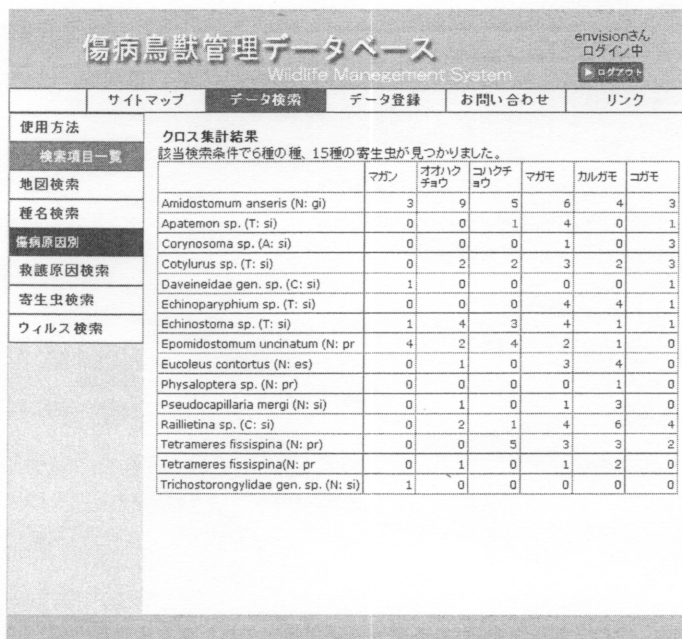 傷病鳥獣管理データベース
Wildlife Manegement System
envisionさん
ログイン中
▶ログアウト
サイトマップ データ検索 データ登録 お問い合わせ リンク
使用方法
検索項目一覧
地図検索
種名検索
傷病原因別
救護原因検索
寄生虫検索
ウィルス検索
クロス集計結果
該当検索条件で6種の種、15種の寄生虫が見つかりました。
マガン オオハクチョウ コハクチョウ マガモ カルガモ コガモ
Amidostomum anseris (N: gi) 3 9 5 6 4 3
Apatemon sp. (T: si) 0 0 1 4 0 1
Corynosoma sp. (A: si) 0 0 0 1 0 3
Cotylurus sp. (T: si) 0 2 2 3 2 3
Daveineidae gen. sp. (C: si) 1 0 0 0 0 1
Echinoparyphium sp. (T: si) 0 0 0 4 4 1
Echinostoma sp. (T: si) 1 4 3 4 1 1
Epomidostomum uncinatum (N: pr 4 2 4 2 1 0
Eucoleus contortus (N: es) 0 1 0 3 4 0
Physaloptera sp. (N: pr) 0 0 0 0 1 0
Pseudocapillaria mergi (N: si) 0 1 0 1 3 0
Raillietina sp. (C: si) 0 2 1 4 6 4
Tetrameres fissispina (N: pr) 0 0 5 3 3 2
Tetrameres fissispina(N: pr 0 1 0 1 2 0
Trichostorongylidae gen. sp. (N: si) 1 0 0 0 0 0